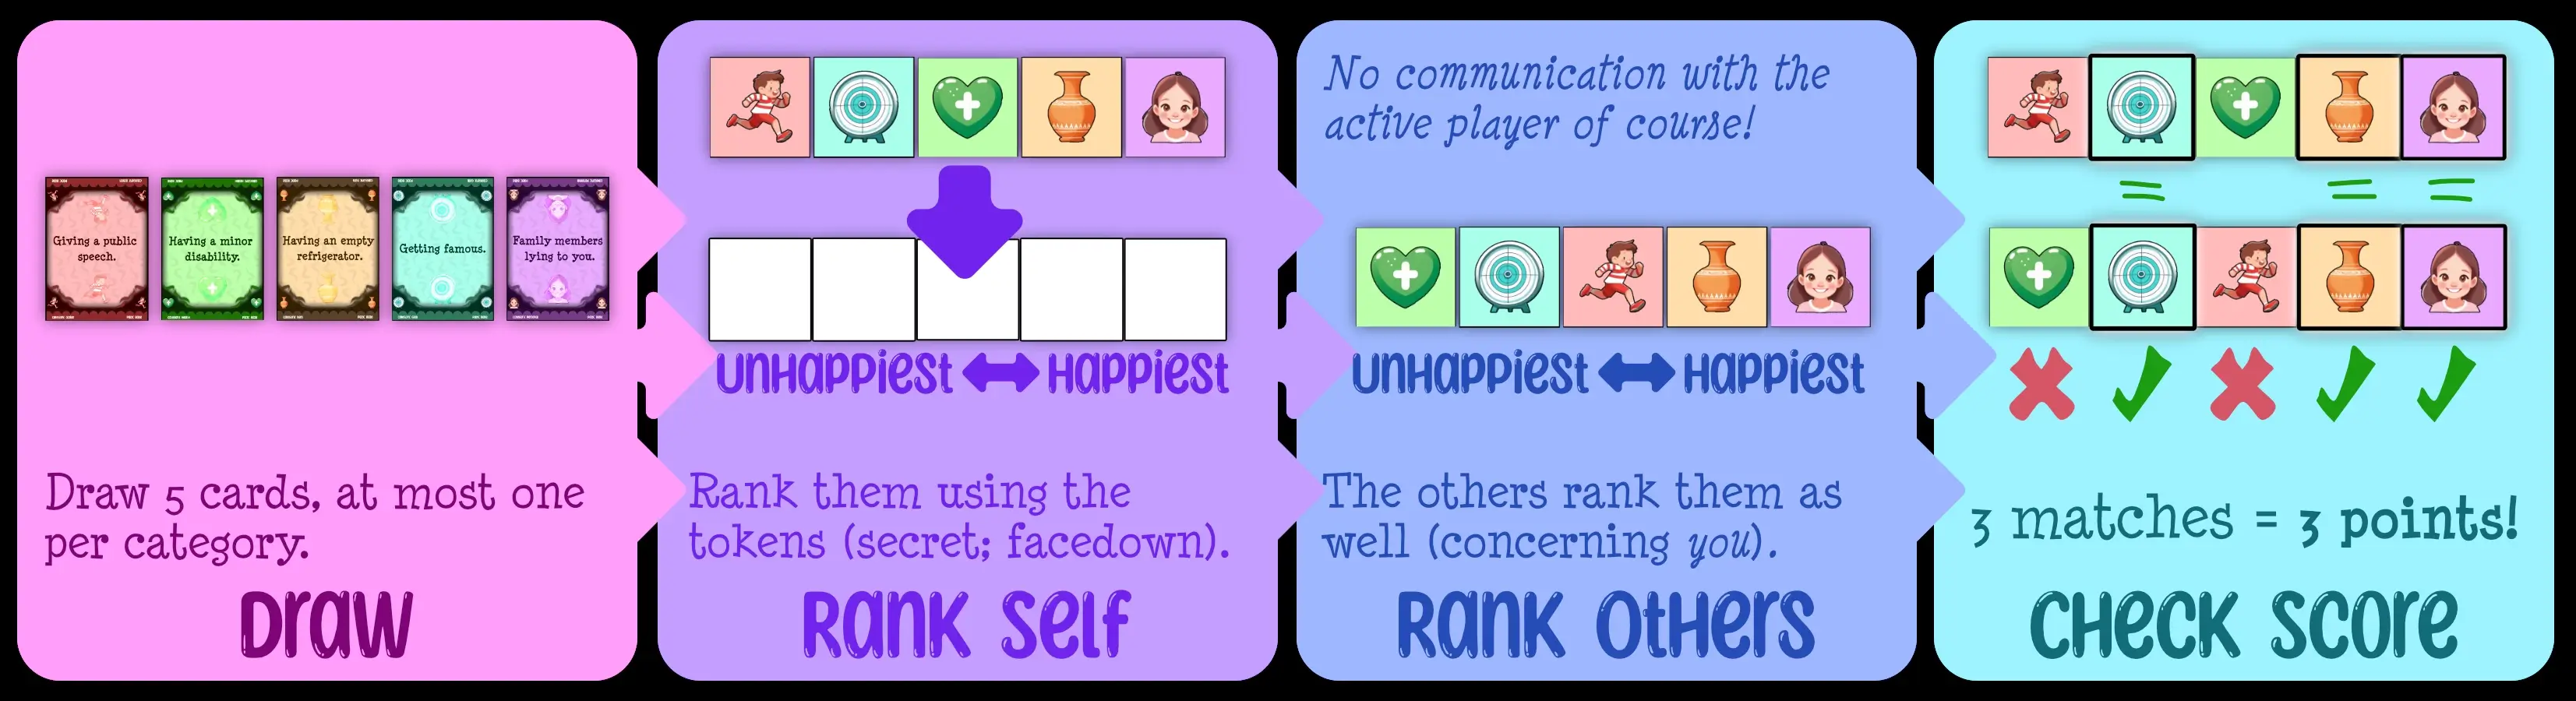 Giving a public
speech.
Having a minor
disability.
Having an empty
refrigerator.
Getting famous.
Family members
lying to you.
Draw 5 cards, at most one
per category.
Draw
Unhappiest Happiest
Rank them using the
tokens (secret; facedown).
Rank Self
No communication with the
active player of course!
Unhappiest Happiest
The others rank them as
well (concerning you).
Rank Others
= = =
3 matches = 3 points!
Check Score